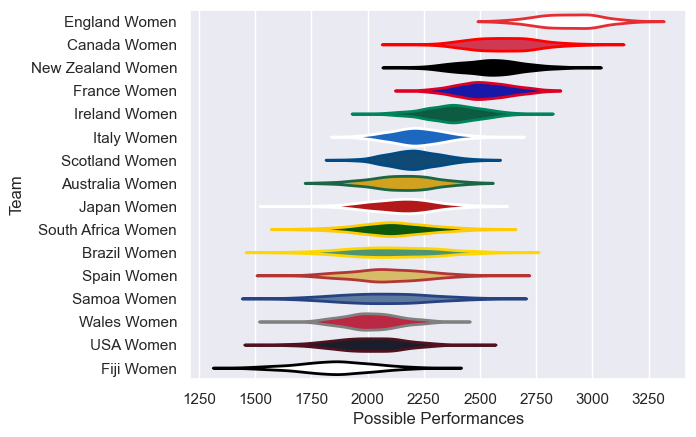 England Women
Canada Women
New Zealand Women
France Women
Ireland Women
Italy Women
Scotland Women
Australia Women
Japan Women
South Africa Women
Brazil Women
Spain Women
Samoa Women
Wales Women
USA Women
Fiji Women
Team
1250 1500 1750 2000 2250 2500 2750 3000 3250
Possible Performances